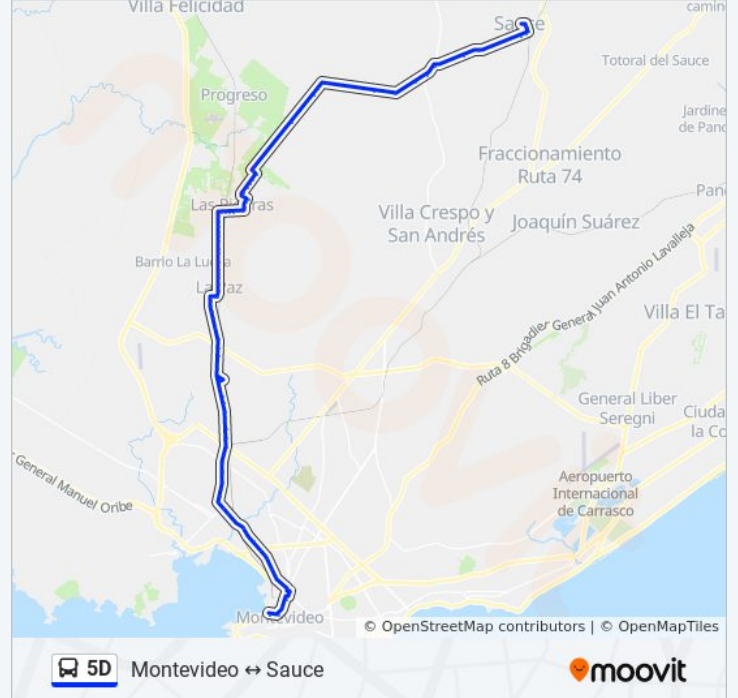 Villa Felicidad
camin
Sauce
Totoral del Sauce
Progreso
Jardine
de Pand
Fraccionamiento
Ruta 74
Pan
Las Piedras
Villa Crespo y
San Andrés
Joaquín Suárez
Barrio La Lucha
La Paz
Ruta 8 Brigadier General Juan Antonio Lavalleja
Villa El Ta
General Liber
Seregni
Ciuda
la Co
General Manuel Oribe
Aeropuerto
Internacional
de Carrasco
Montevideo
© OpenStreetMap contributors | © OpenMapTiles
5D Montevideo ↔ Sauce
moovit